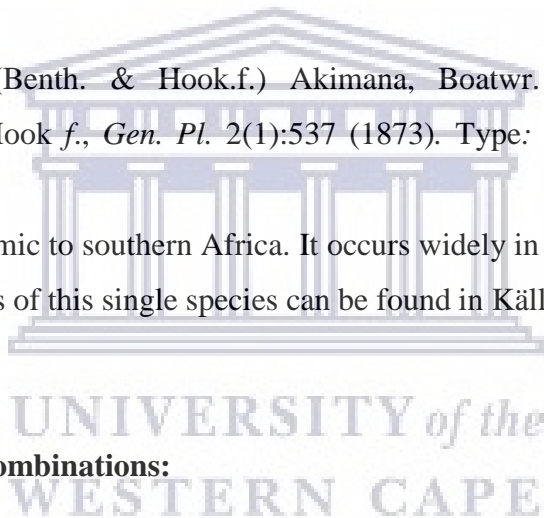 (Benth. & Hook.f.) Akimana, Boatwr.
Hook f., Gen. Pl. 2(1):537 (1873). Type:
mic to southern Africa. It occurs widely in
s of this single species can be found in Käll
UNIVERSITY of the
ombinations:
WESTERN CAPE